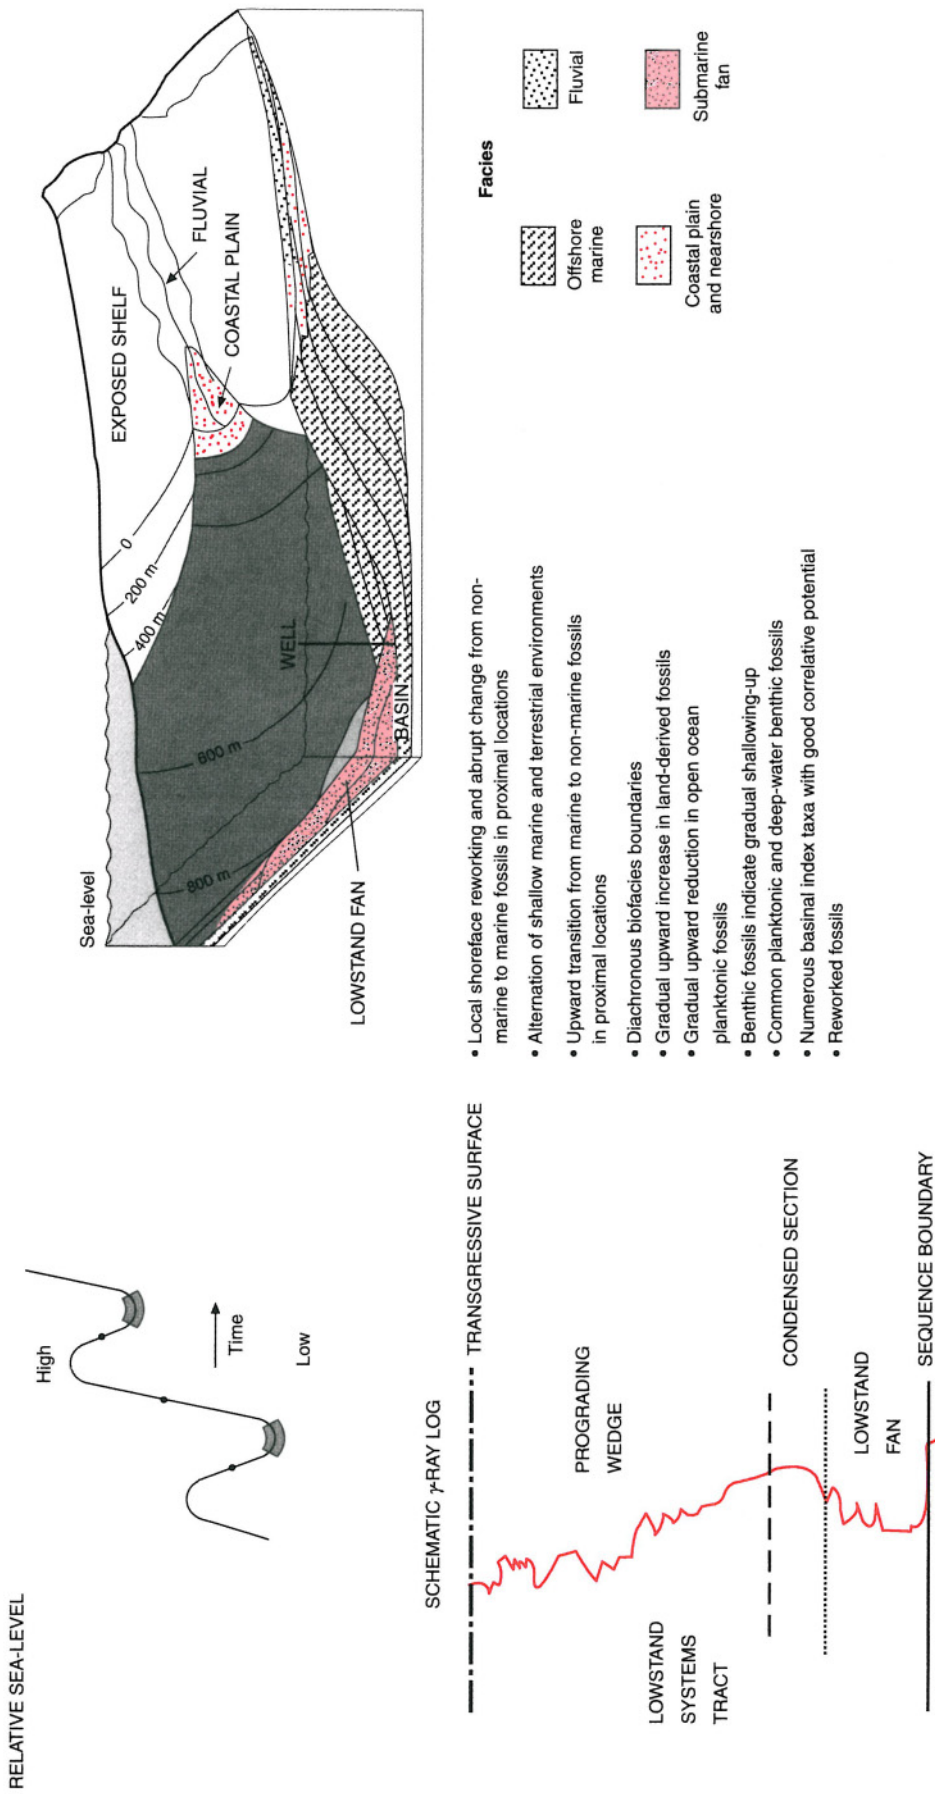 RELATIVE SEA-LEVEL
High
Time
Low
Sea-level
EXPOSED SHELF
FLUVIAL
COASTAL PLAIN
0
200 m
400 m
600 m
800 m
WELL
BASIN
LOWSTAND FAN
SCHEMATIC γ-RAY LOG
TRANSGRESSIVE SURFACE
PROGRADING
WEDGE
LOWSTAND
SYSTEMS
TRACT
CONDENSED SECTION
LOWSTAND
FAN
SEQUENCE BOUNDARY
• Local shoreface reworking and abrupt change from non-
marine to marine fossils in proximal locations
• Alternation of shallow marine and terrestrial environments
• Upward transition from marine to non-marine fossils
in proximal locations
• Diachronous biofacies boundaries
• Gradual upward increase in land-derived fossils
• Gradual upward reduction in open ocean
planktonic fossils
• Benthic fossils indicate gradual shallowing-up
• Common planktonic and deep-water benthic fossils
• Numerous basinal index taxa with good correlative potential
• Reworked fossils
Facies
Offshore
marine
Fluvial
Coastal plain
and nearshore
Submarine
fan